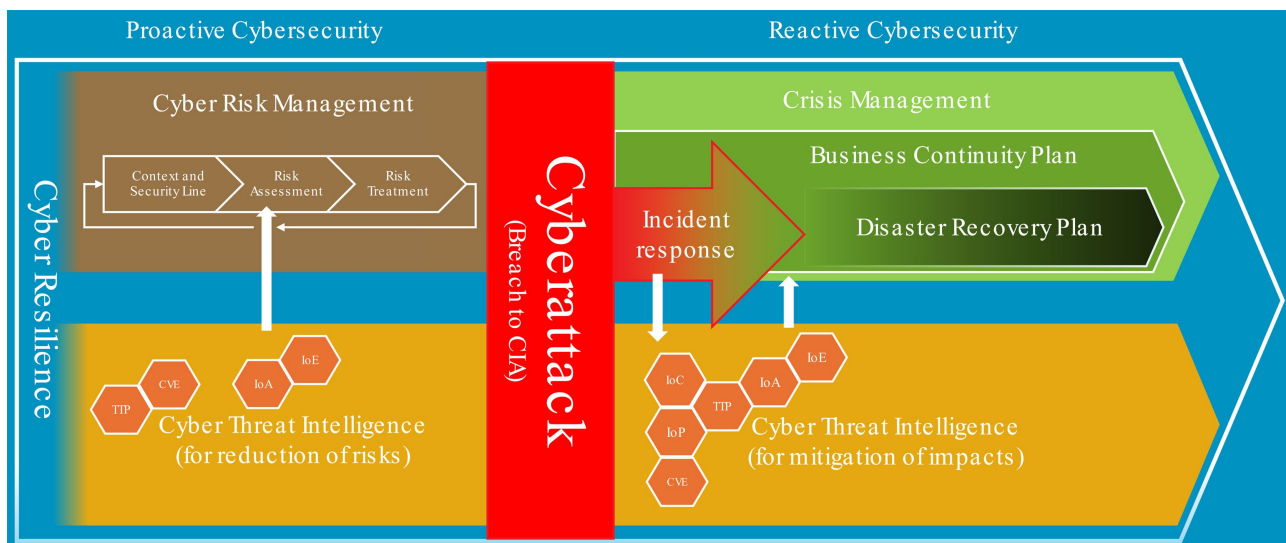 Proactive Cybersecurity
Reactive Cybersecurity
Cyber Resilience
Cyber Risk Management
Context and
Security Line
Risk
Assessment
Risk
Treatment
Cyberattack
(Breach to CIA)
Crisis Management
Business Continuity Plan
Incident
response
Disaster Recovery Plan
TTP
CVE
IoA
IoE
Cyber Threat Intelligence
(for reduction of risks)
IoC
IoP
CVE
TTP
IoA
IoE
Cyber Threat Intelligence
(for mitigation of impacts)